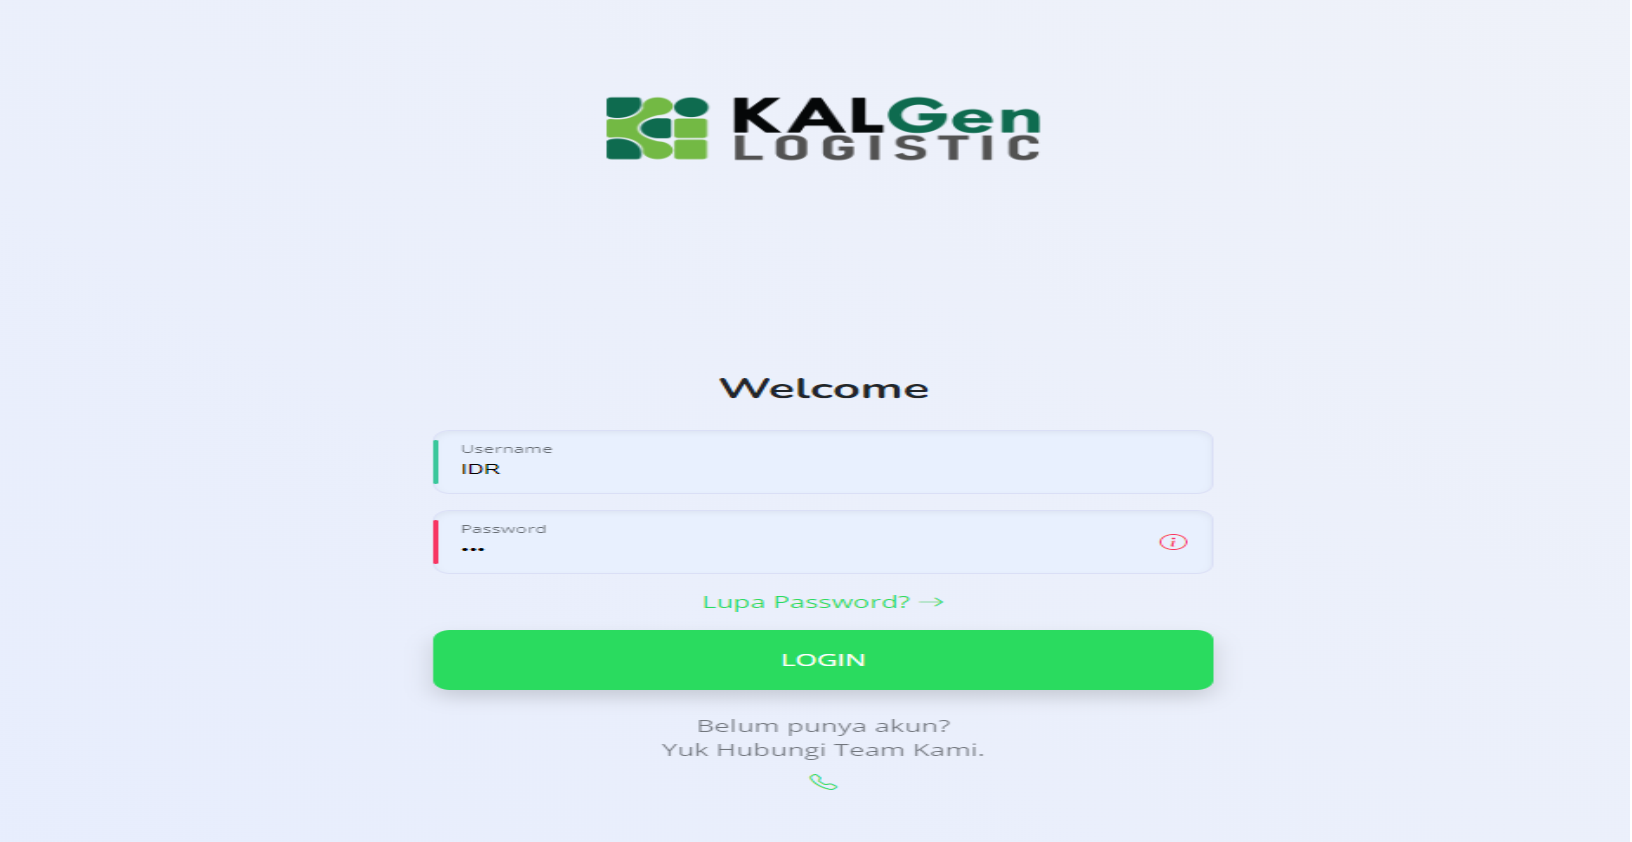 KALGen
LOGISTIC
Welcome
Username
IDR
Password
•••
Lupa Password? →
LOGIN
Belum punya akun?
Yuk Hubungi Team Kami.